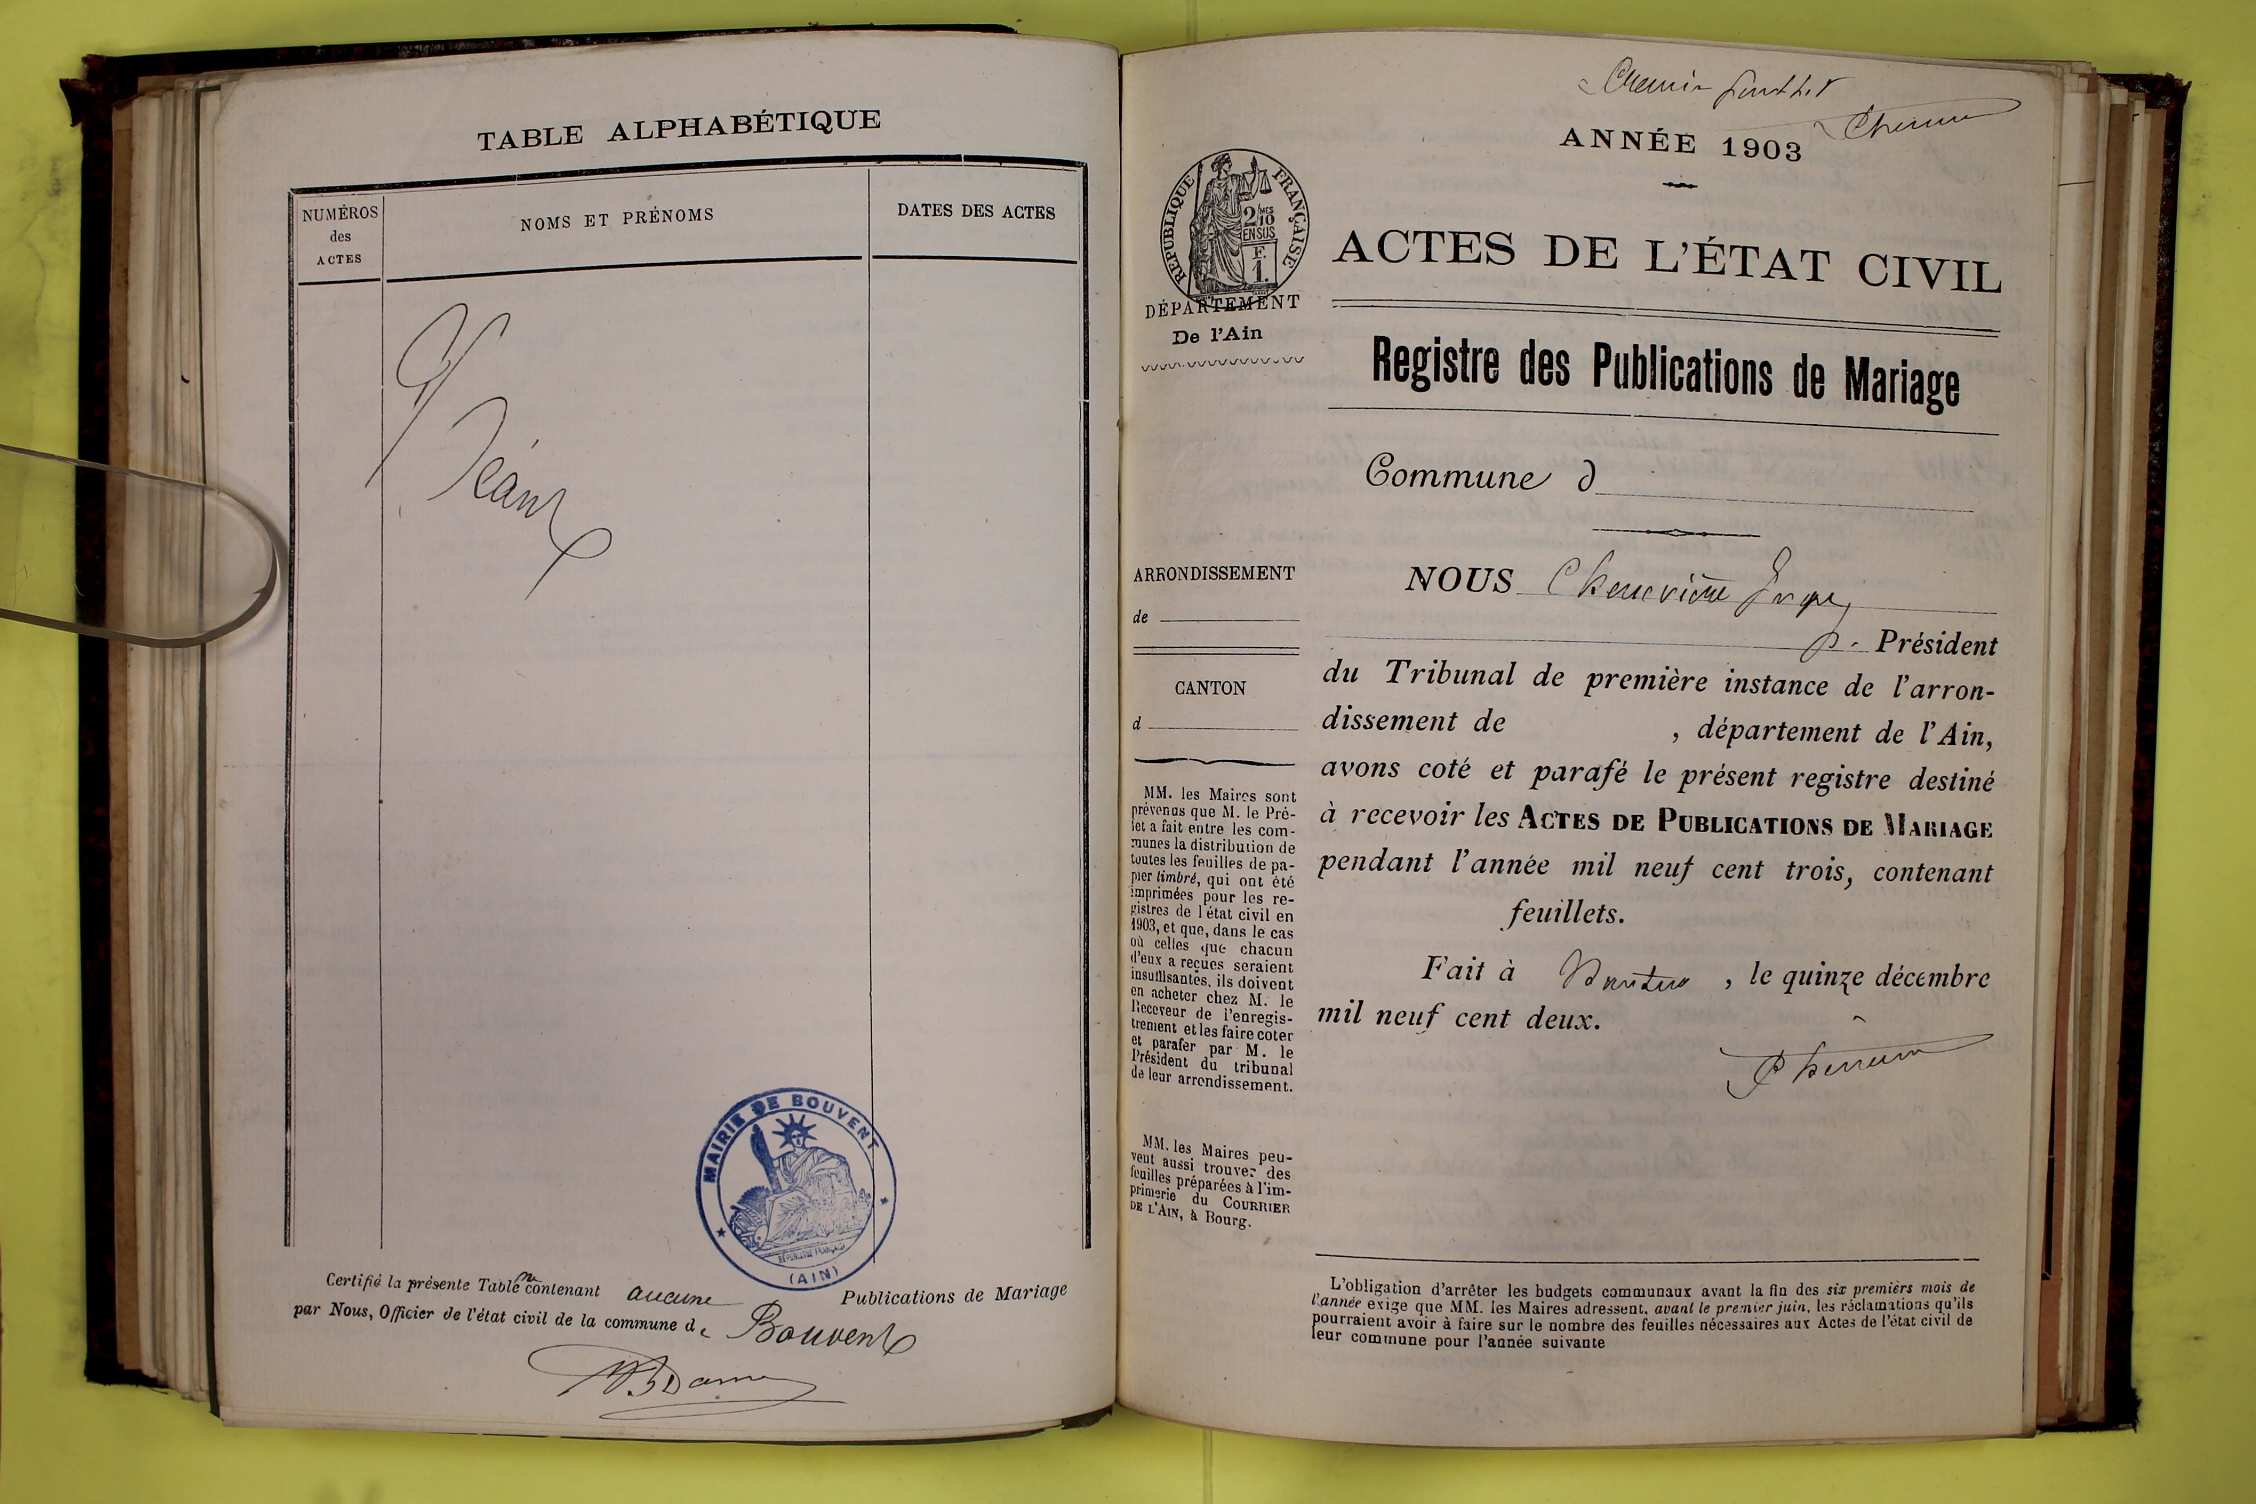 TABLE ALPHABÉTIQUE
NUMÉROS
des
ACTES
NOMS ET PRÉNOMS
DATES DES ACTES
Néant
MAIRIE DE BOUVENT
RÉPUBLIQUE FRANÇAISE
(AIN)
Certifié la présente Table contenant aucune Publications de Mariage
par Nous, Officier de l'état civil de la commune de Bouvent
ANNÉE 1903
RÉPUBLIQUE FRANÇAISE
2/10 MES
EN SUS
F.
1.
DÉPARTEMENT
De l'Ain
ACTES DE L'ÉTAT CIVIL
Registre des Publications de Mariage
Commune d
ARRONDISSEMENT
de
CANTON
d
MM. les Maires sont
prévenus que M. le Pré-
fet a fait entre les com-
munes la distribution de
toutes les feuilles de pa-
pier timbré, qui ont été
imprimées pour les re-
gistres de l'état civil en
1903, et que, dans le cas
où celles que chacun
d'eux a reçues seraient
insuffisantes, ils doivent
en acheter chez M. le
Receveur de l'enregis-
trement et les faire coter
et parafer par M. le
Président du tribunal
de leur arrondissement.
MM. les Maires peu-
vent aussi trouver des
feuilles préparées à l'im-
primerie du COURRIER
DE L'AIN, à Bourg.
NOUS Chenevière
p. Président
du Tribunal de première instance de l'arron-
dissement de , département de l'Ain,
avons coté et parafé le présent registre destiné
à recevoir les ACTES DE PUBLICATIONS DE MARIAGE
pendant l'année mil neuf cent trois, contenant
feuillets.
Fait à Nantua, le quinze décembre
mil neuf cent deux.
L'obligation d'arrêter les budgets communaux avant la fin des six premièrs mois de
l'année exige que MM. les Maires adressent, avant le premier juin, les réclamations qu'ils
pourraient avoir à faire sur le nombre des feuilles nécessaires aux Actes de l'état civil de
leur commune pour l'année suivante